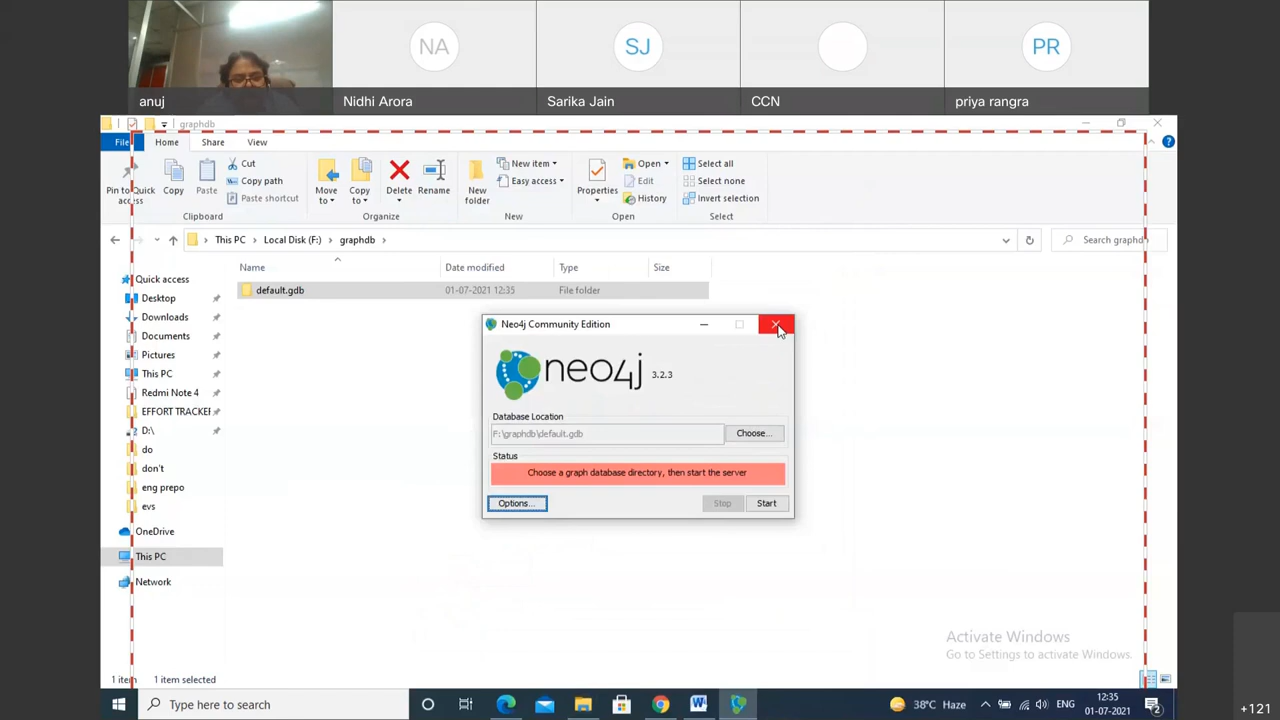 NA
SJ
PR
anuj
Nidhi Arora
Sarika Jain
CCN
priya rangra
graphdb
File
Home
Share
View
Pin to Quick access
Copy
Paste
Cut
Copy path
Paste shortcut
Clipboard
Move to
Copy to
Delete
Rename
Organize
New folder
New item
Easy access
New
Properties
Open
Edit
History
Open
Select all
Select none
Invert selection
Select
This PC > Local Disk (F:) > graphdb >
Search graphd
Name
Date modified
Type
Size
default.gdb
01-07-2021 12:35
File folder
Quick access
Desktop
Downloads
Documents
Pictures
This PC
Redmi Note 4
EFFORT TRACKER
D:\
do
don't
eng prepo
evs
OneDrive
This PC
Network
Neo4j Community Edition
neo4j 3.2.3
Database Location
F:\graphdb\default.gdb
Choose...
Status
Choose a graph database directory, then start the server
Options...
Stop
Start
Activate Windows
Go to Settings to activate Windows.
1 item
1 item selected
Type here to search
38°C Haze
ENG
12:35
01-07-2021
2
+121